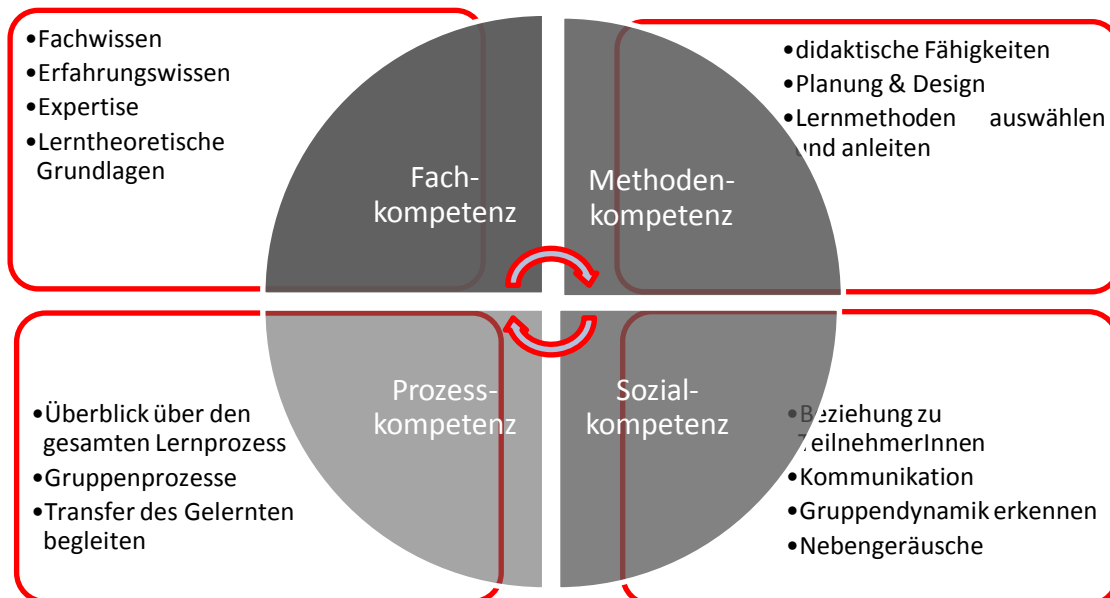 •Fachwissen
•Erfahrungswissen
•Expertise
•Lerntheoretische
Grundlagen
Fach-
kompetenz
•didaktische Fähigkeiten
•Planung & Design
•Lernmethoden auswählen
und anleiten
Methoden-
kompetenz
•Überblick über den
gesamten Lernprozess
•Gruppenprozesse
•Transfer des Gelernten
begleiten
Prozess-
kompetenz
Sozial-
kompetenz
•Beziehung zu
TeilnehmerInnen
•Kommunikation
•Gruppendynamik erkennen
•Nebengeräusche